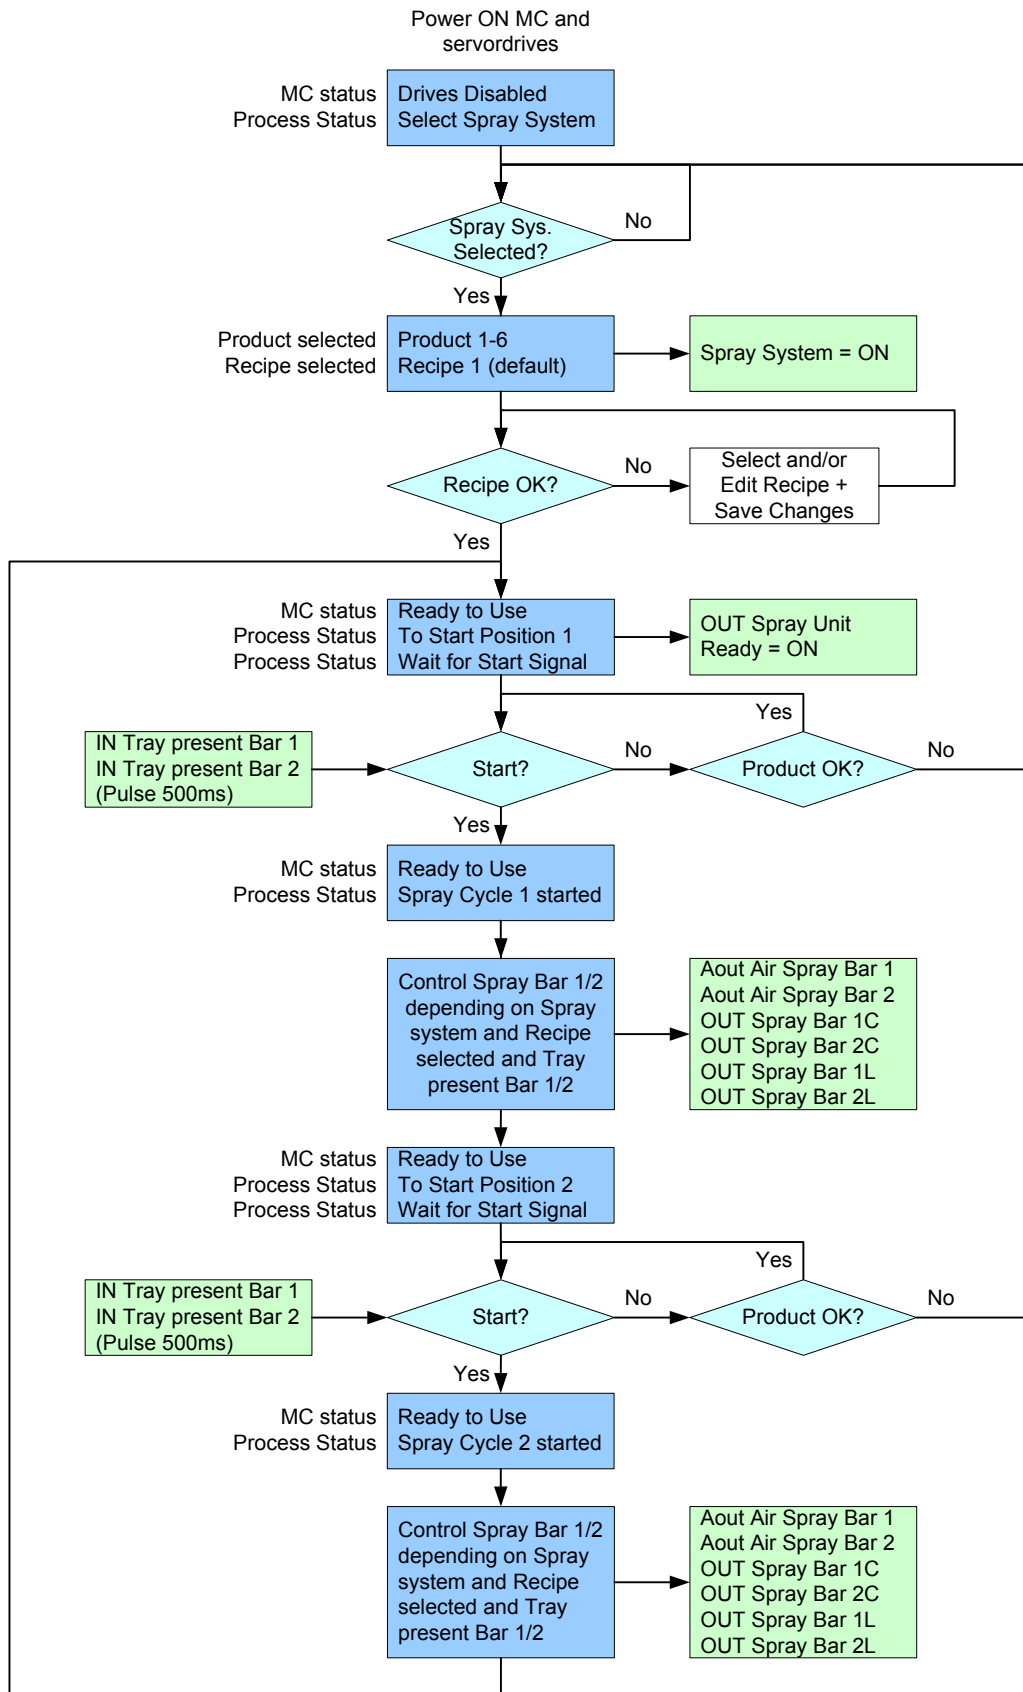 Power ON MC and
servordrives
MC status
Process Status
Drives Disabled
Select Spray System
Spray Sys.
Selected?
No
Yes
Product selected
Recipe selected
Product 1-6
Recipe 1 (default)
Spray System = ON
Recipe OK?
No
Select and/or
Edit Recipe +
Save Changes
Yes
MC status
Process Status
Process Status
Ready to Use
To Start Position 1
Wait for Start Signal
OUT Spray Unit
Ready = ON
Yes
IN Tray present Bar 1
IN Tray present Bar 2
(Pulse 500ms)
Start?
No
Product OK?
No
Yes
MC status
Process Status
Ready to Use
Spray Cycle 1 started
Control Spray Bar 1/2
depending on Spray
system and Recipe
selected and Tray
present Bar 1/2
Aout Air Spray Bar 1
Aout Air Spray Bar 2
OUT Spray Bar 1C
OUT Spray Bar 2C
OUT Spray Bar 1L
OUT Spray Bar 2L
MC status
Process Status
Process Status
Ready to Use
To Start Position 2
Wait for Start Signal
Yes
IN Tray present Bar 1
IN Tray present Bar 2
(Pulse 500ms)
Start?
No
Product OK?
No
Yes
MC status
Process Status
Ready to Use
Spray Cycle 2 started
Control Spray Bar 1/2
depending on Spray
system and Recipe
selected and Tray
present Bar 1/2
Aout Air Spray Bar 1
Aout Air Spray Bar 2
OUT Spray Bar 1C
OUT Spray Bar 2C
OUT Spray Bar 1L
OUT Spray Bar 2L